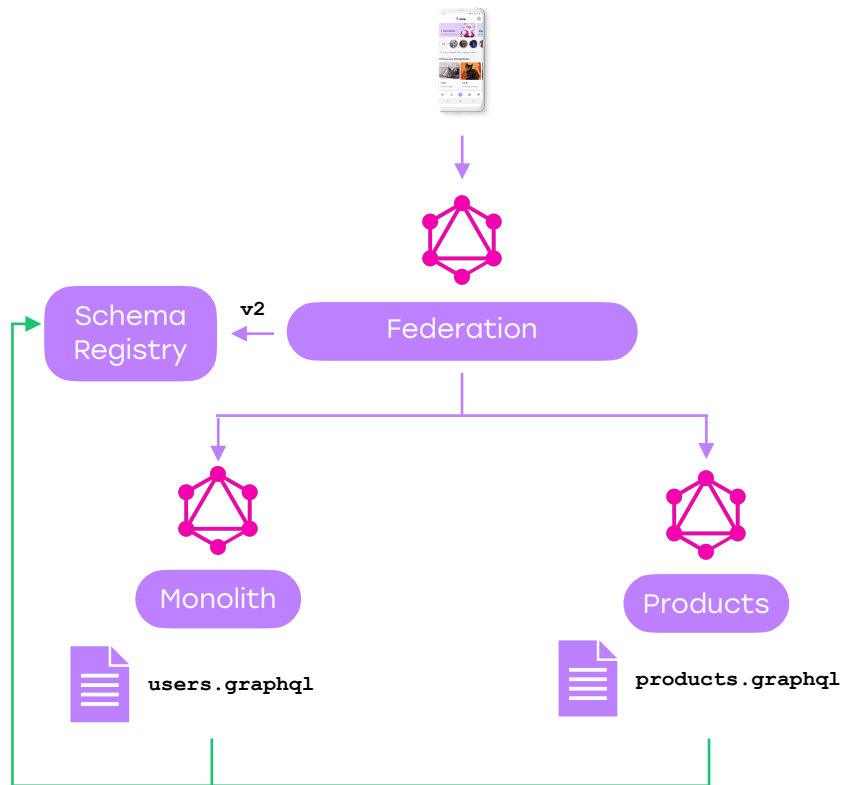 v2
Schema
Registry
Federation
Monolith
Products
users.graphql
products.graphql